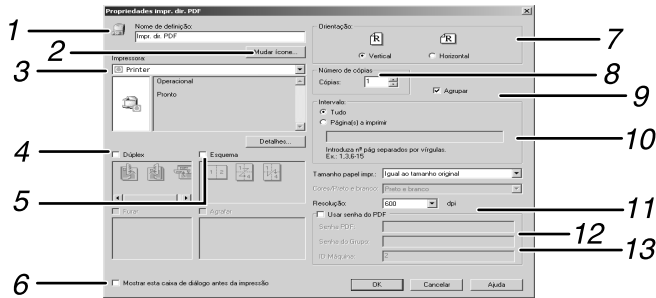 Propriedades impr. dir. PDF
1
Nome de definição:
Impr. dir. PDF
2
Mudar ícone...
Impressora:
3
Printer
Operacional
Pronto
Detalhes...
4
Dúplex
5
Esquema
Furar
Agrafar
6
Mostrar esta caixa de diálogo antes da impressão
Orientação:
R
R
7
Vertical
Horizontal
Número de cópias
8
Cópias:
1
Agrupar
9
Intervalo:
Tudo
Página(s) a imprimir
10
Introduza nº pág separados por vírgulas.
Ex.: 1,3,6-15
Tamanho papel impr.:
Igual ao tamanho original
Cores/Preto e branco:
Preto e branco
Resolução:
600
dpi
11
Usar senha do PDF
Senha PDF:
12
Senha do Grupo:
13
ID Máquina:
2
OK
Cancelar
Ajuda